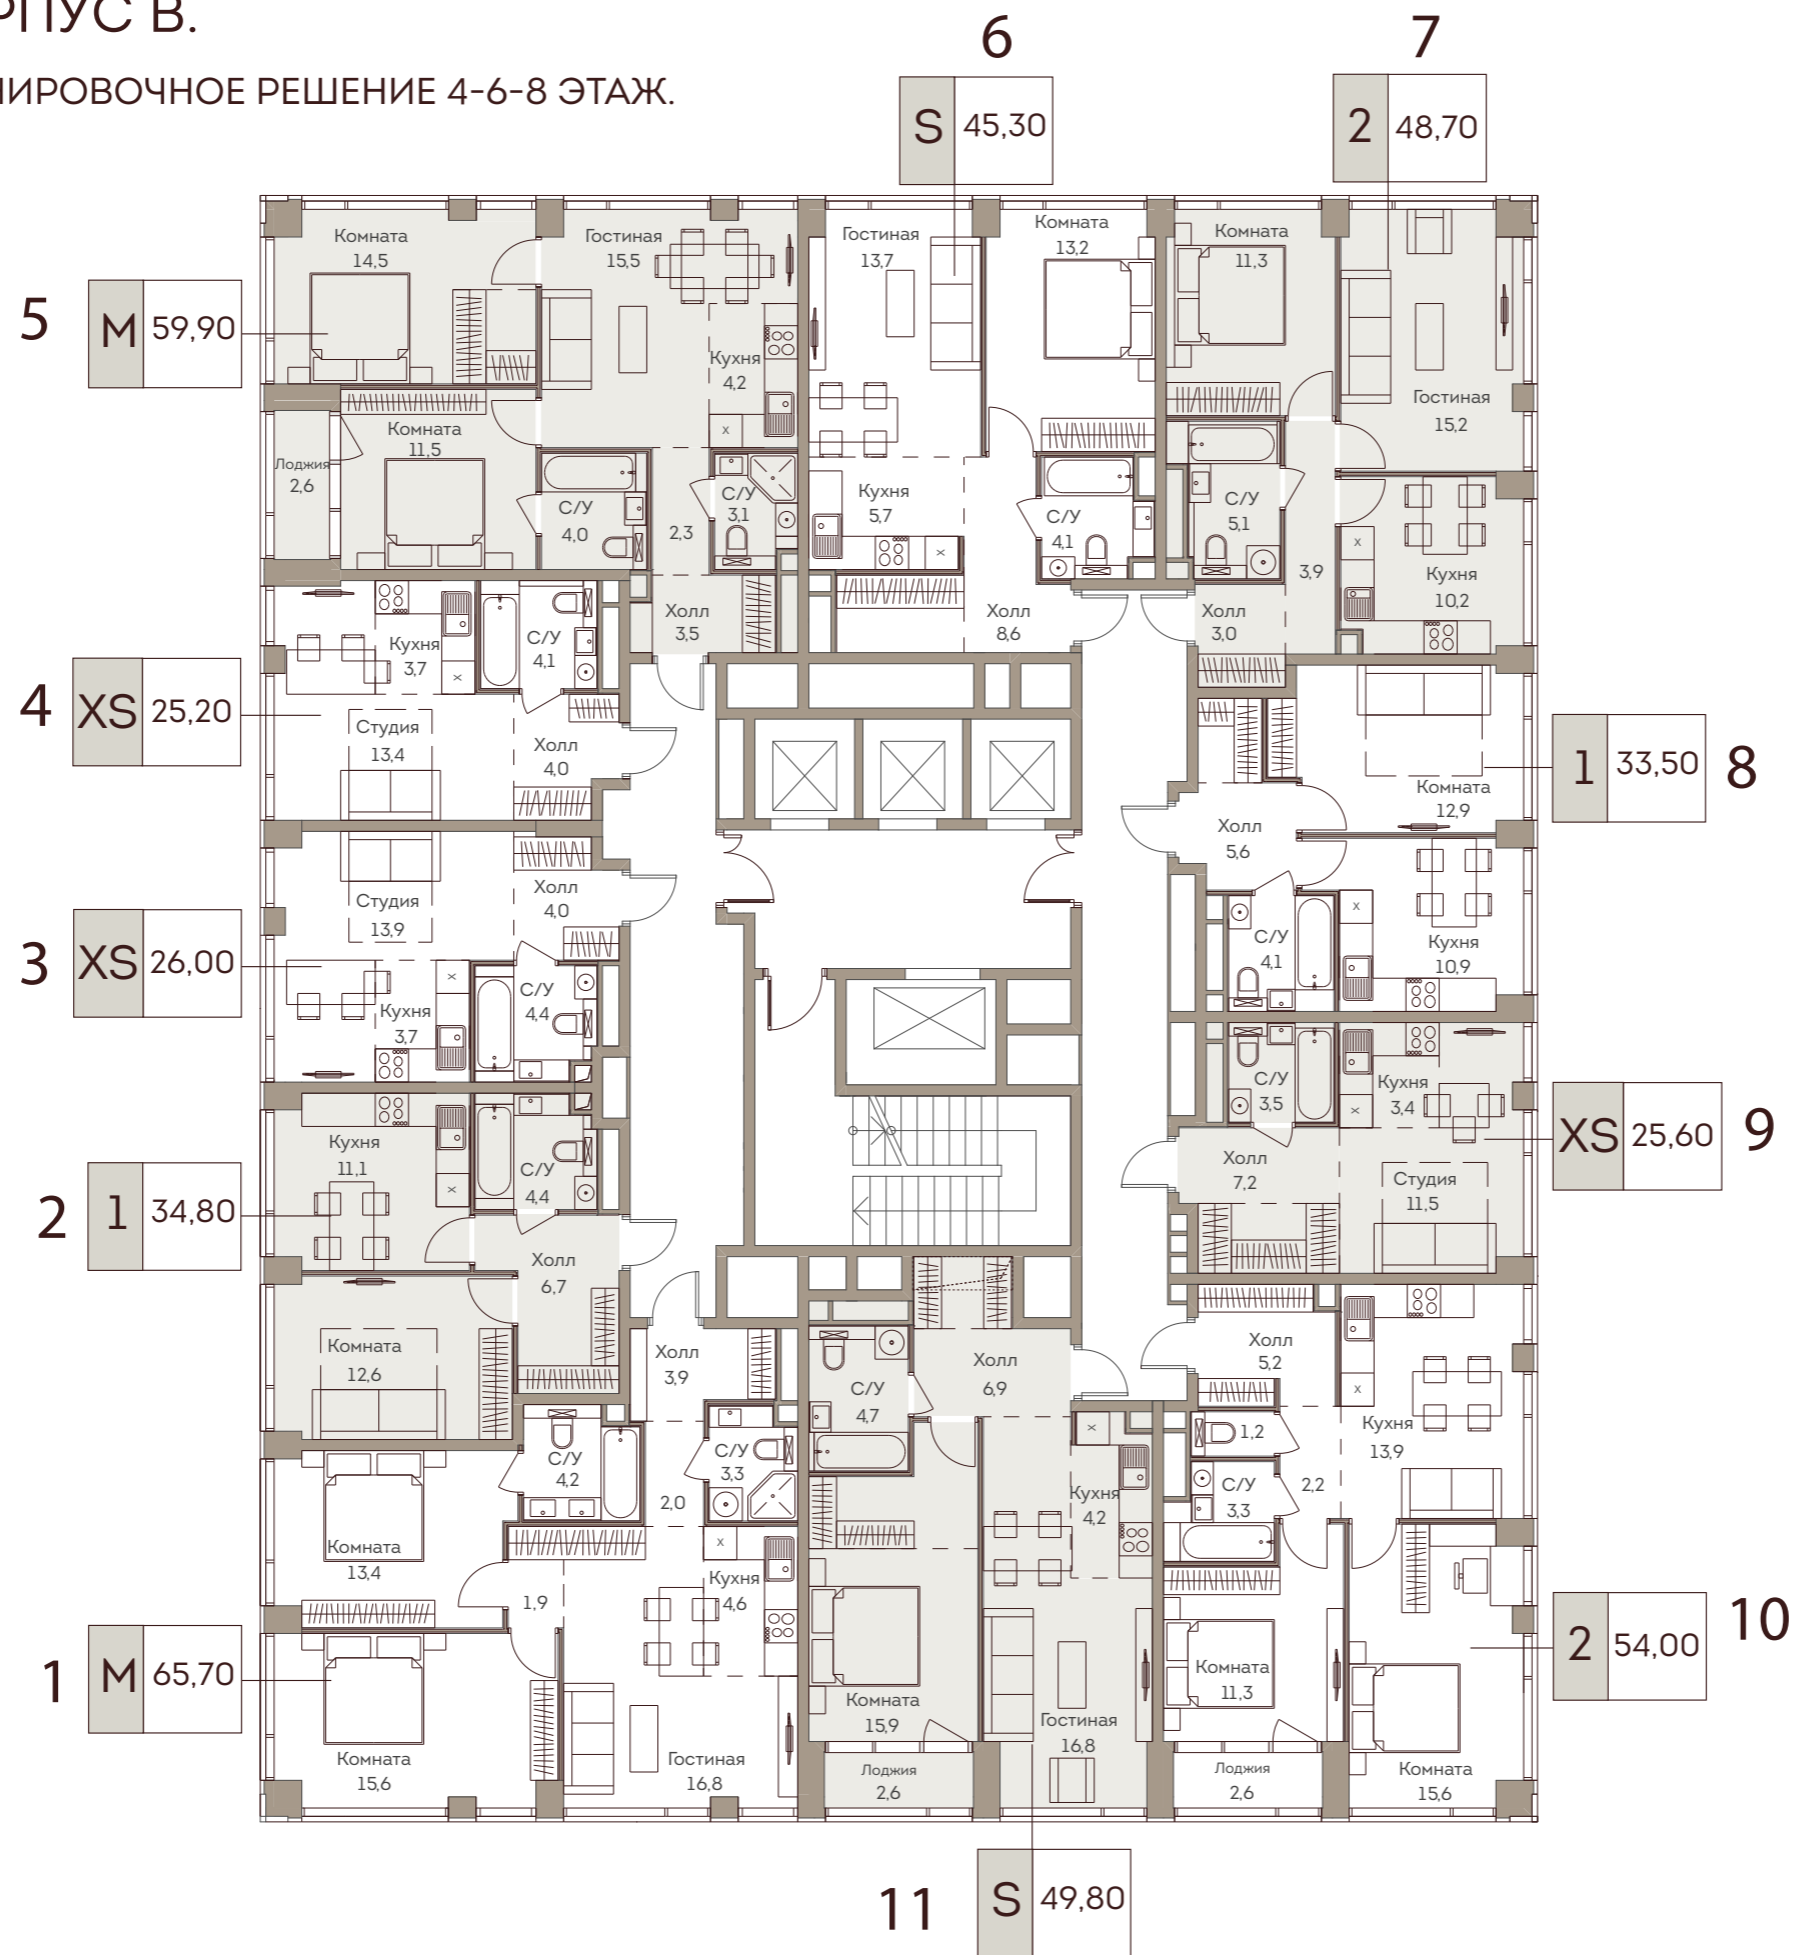 РПУС В.
ИРОВОЧНОЕ РЕШЕНИЕ 4-6-8 ЭТАЖ.
6
S 45,30
7
2 48,70
5
M 59,90
Комната
14,5
Гостиная
15,5
Кухня
4,2
Комната
11,5
Лоджия
2,6
С/У
4,0
2,3
С/У
3,1
Холл
3,5
Гостиная
13,7
Комната
13,2
Кухня
5,7
С/У
4,1
Холл
8,6
Комната
11,3
Гостиная
15,2
С/У
5,1
3,9
Кухня
10,2
Холл
3,0
4
XS 25,20
Кухня
3,7
С/У
4,1
Студия
13,4
Холл
4,0
1 33,50
8
Комната
12,9
Холл
5,6
С/У
4,1
Кухня
10,9
3
XS 26,00
Студия
13,9
Холл
4,0
Кухня
3,7
С/У
4,4
9
XS 25,60
С/У
3,5
Кухня
3,4
Холл
7,2
Студия
11,5
2
1 34,80
Кухня
11,1
С/У
4,4
Холл
6,7
Комната
12,6
10
2 54,00
Холл
5,2
1,2
С/У
3,3
2,2
Кухня
13,9
Комната
11,3
Лоджия
2,6
Комната
15,6
1
M 65,70
Холл
3,9
С/У
4,2
С/У
3,3
2,0
Комната
13,4
1,9
Кухня
4,6
Комната
15,6
Гостиная
16,8
Холл
6,9
С/У
4,7
Кухня
4,2
Комната
15,9
Гостиная
16,8
Лоджия
2,6
11
S 49,80
X
X
X
X
X
X
X
X
X
X
X